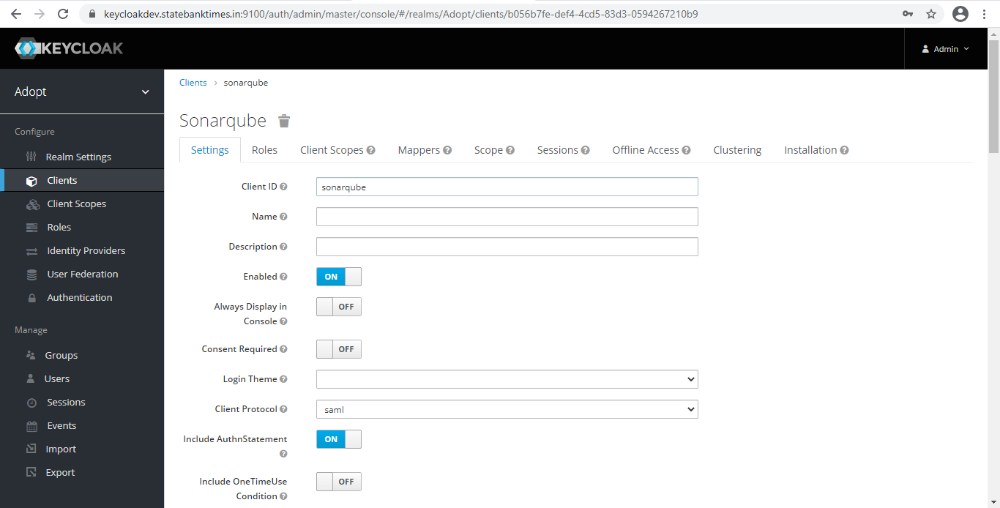 keycloakdev.statebanktimes.in:9100/auth/admin/master/console/#/realms/Adopt/clients/b056b7fe-def4-4cd5-83d3-0594267210b9
KEYCLOAK
Admin
Adopt
Configure
Realm Settings
Clients
Client Scopes
Roles
Identity Providers
User Federation
Authentication
Manage
Groups
Users
Sessions
Events
Import
Export
Clients > sonarqube
Sonarqube
Settings Roles Client Scopes Mappers Scope Sessions Offline Access Clustering Installation
Client ID sonarqube
Name
Description
Enabled ON
Always Display in
Console
OFF
Consent Required OFF
Login Theme
Client Protocol saml
Include AuthnStatement ON
Include OneTimeUse
Condition
OFF